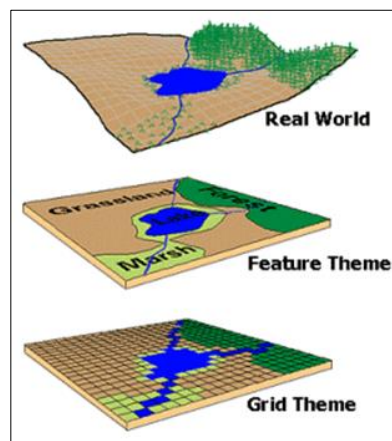 Real World
Grassland
Forest
Lake
Marsh
Feature Theme
Grid Theme